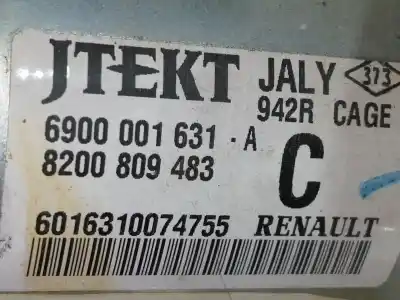 JTEKT JALY 373
942R CAGE
6900 001 631 - A
8200 809 483
C
6016310074755 RENAULT